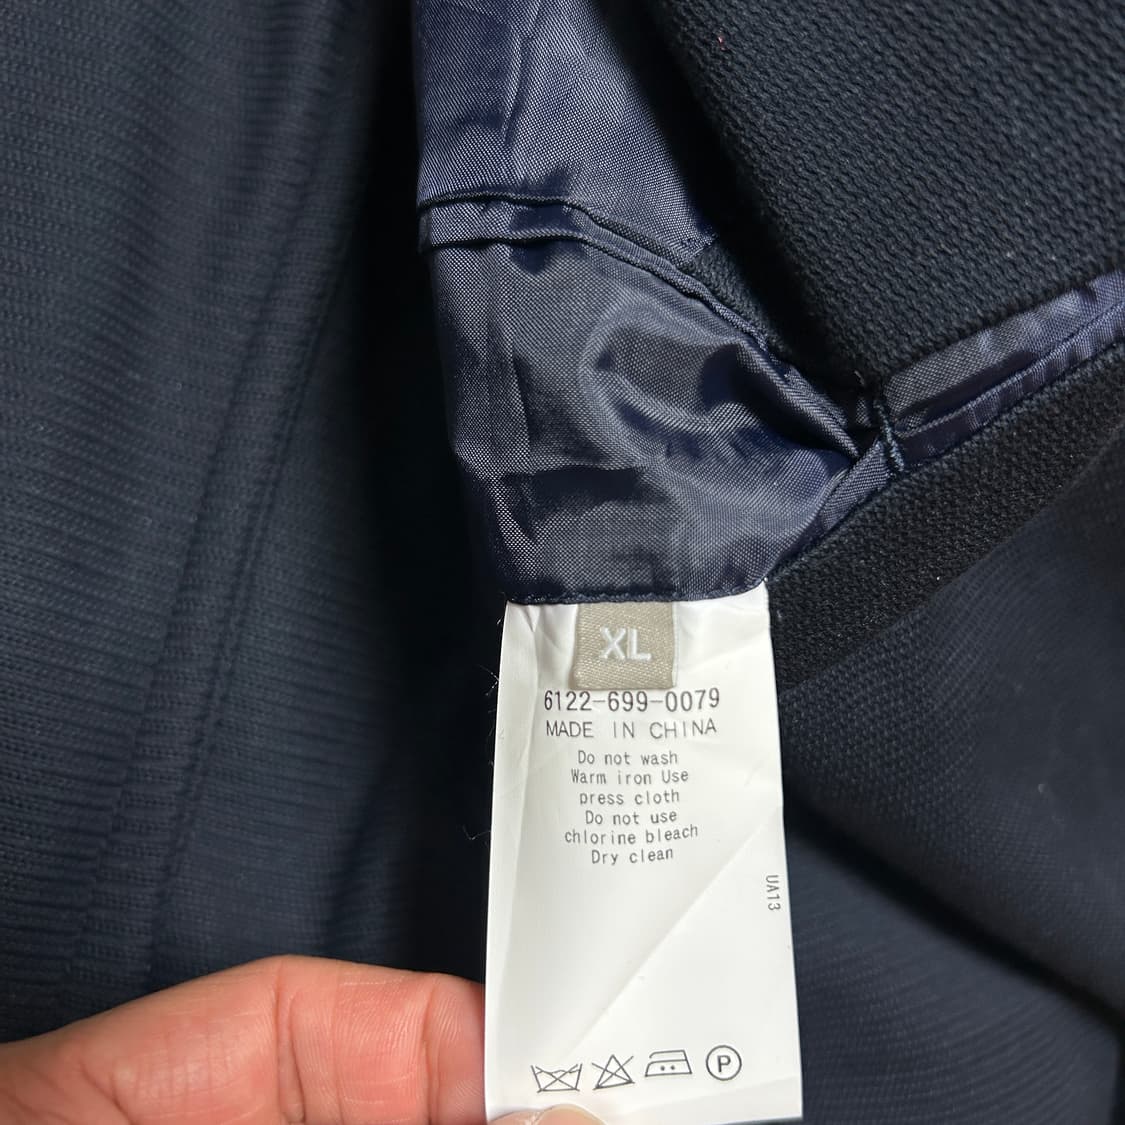 XL
6122-699-0079
MADE IN CHINA
Do not wash
Warm iron Use
press cloth
Do not use
chlorine bleach
Dry clean
UA13
P